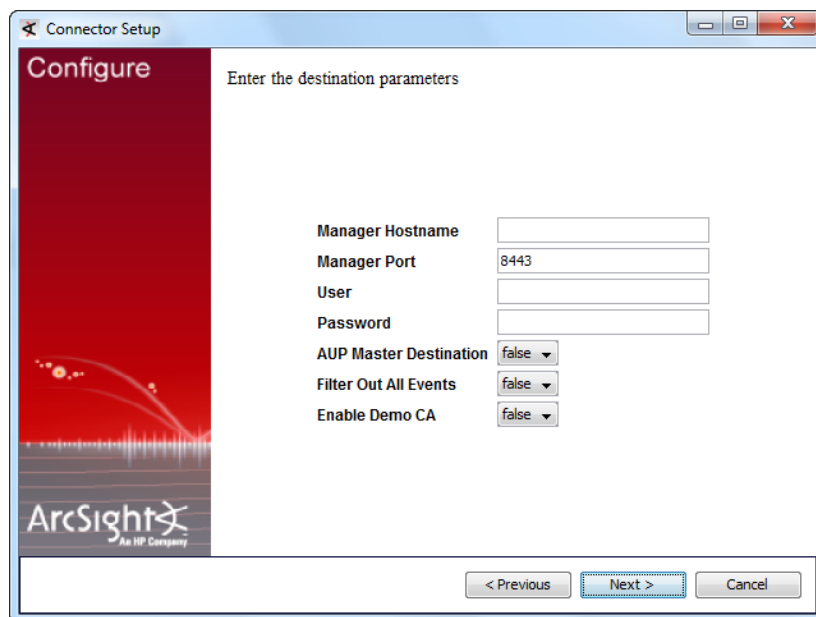 Connector Setup
Configure
Enter the destination parameters
Manager Hostname
Manager Port 8443
User
Password
AUP Master Destination false
Filter Out All Events false
Enable Demo CA false
ArcSight
An HP Company
< Previous Next > Cancel